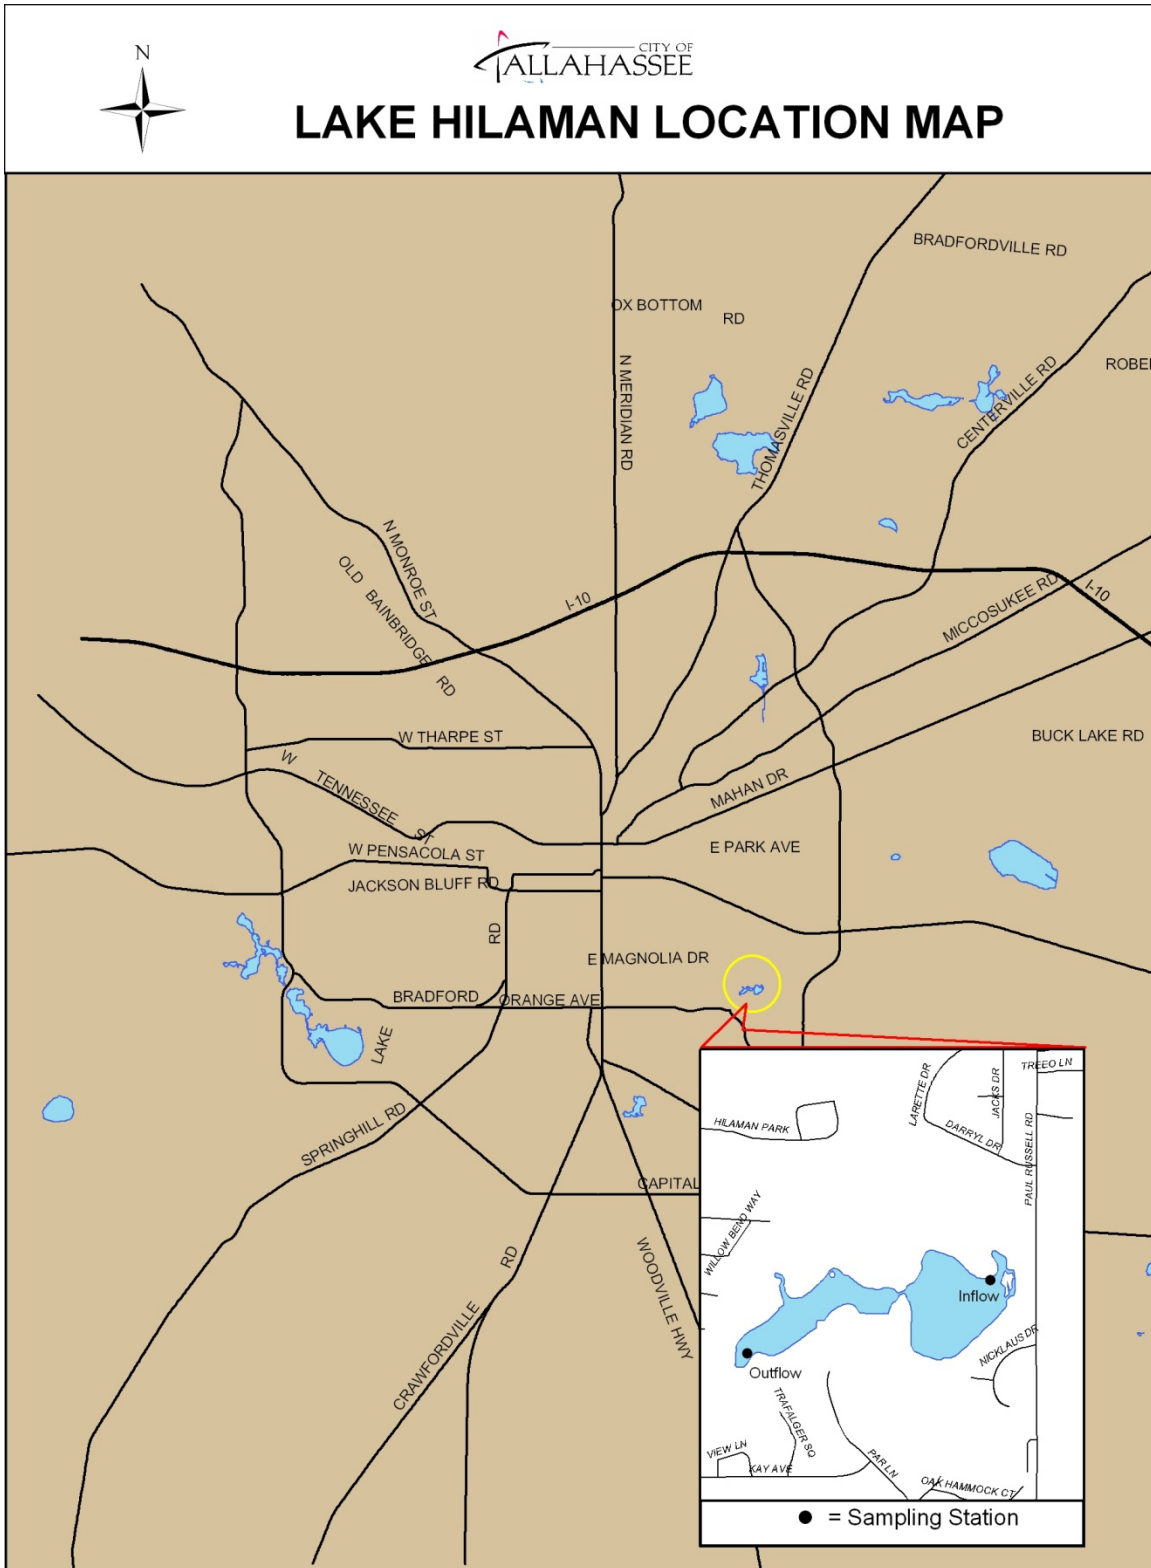 N
CITY OF
TALLAHASSEE
LAKE HILAMAN LOCATION MAP
BRADFORDVILLE RD
OX BOTTOM
RD
N MERIDIAN RD
THOMASVILLE RD
CENTERVILLE RD
ROBE
N MONROE ST
OLD BAINBRIDGE RD
I-10
MICCOSUKEE RD
I-10
W THARPE ST
BUCK LAKE RD
W TENNESSEE ST
MAHAN DR
W PENSACOLA ST
E PARK AVE
JACKSON BLUFF RD
RD
E MAGNOLIA DR
BRADFORD
ORANGE AVE
LAKE
SPRINGHILL RD
CAPITAL
WOODVILLE HWY
CRAWFORDVILLE RD
TREEO LN
LARETTE DR
JACKS DR
HILAMAN PARK
DARRYL DR
PAUL RUSSELL RD
WILLOW BEND WAY
Inflow
NICKLAUS DR
Outflow
TRAFALGER SQ
VIEW LN
KAY AVE
PAR LN
OAK HAMMOCK CT
= Sampling Station